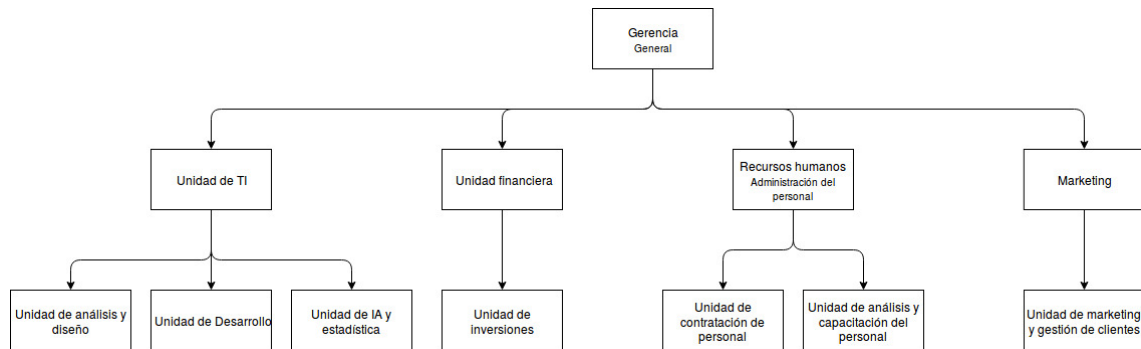 Gerencia
General
Unidad de TI
Unidad financiera
Recursos humanos
Administración del
personal
Marketing
Unidad de análisis y
diseño
Unidad de Desarrollo
Unidad de IA y
estadística
Unidad de
inversiones
Unidad de
contratación de
personal
Unidad de análisis y
capacitación del
personal
Unidad de marketing
y gestión de clientes